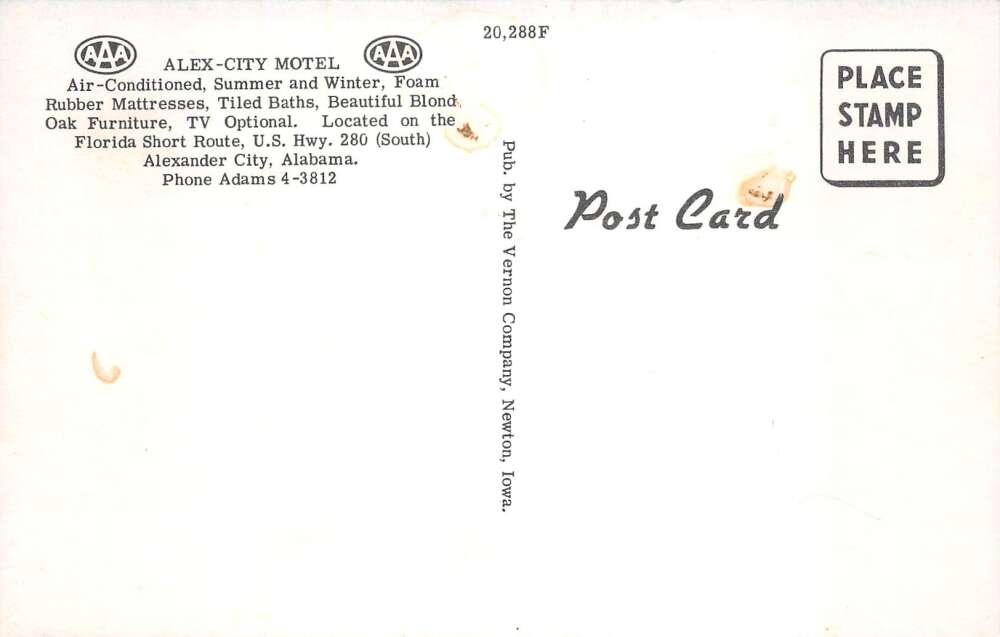 20,288F
AAA ALEX-CITY MOTEL AAA
Air-Conditioned, Summer and Winter, Foam
Rubber Mattresses, Tiled Baths, Beautiful Blond
Oak Furniture, TV Optional. Located on the
Florida Short Route, U.S. Hwy. 280 (South)
Alexander City, Alabama.
Phone Adams 4-3812
Pub. by The Vernon Company, Newton, Iowa.
Post Card
PLACE
STAMP
HERE